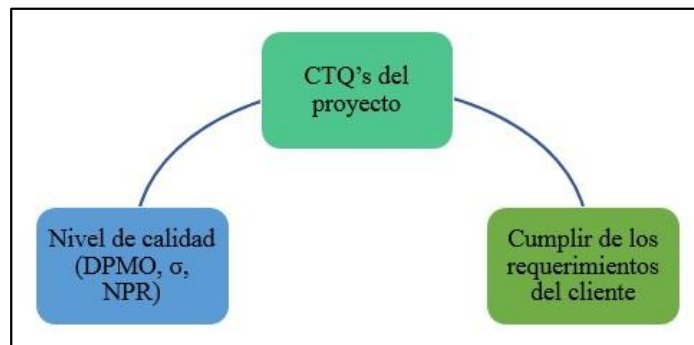 CTQ’s del
proyecto
Nivel de calidad
(DPMO, σ,
NPR)
Cumplir de los
requerimientos
del cliente